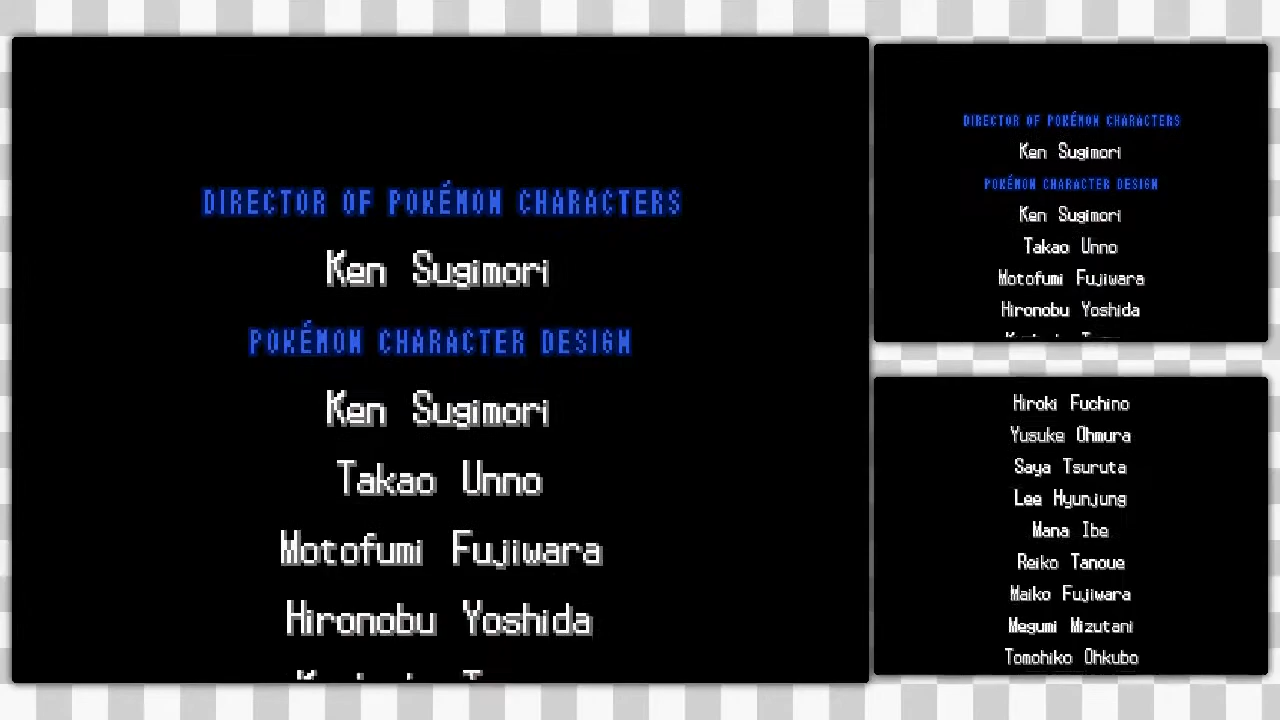 DIRECTOR OF POKÉMON CHARACTERS
Ken Sugimori
POKÉMON CHARACTER DESIGN
Ken Sugimori
Takao Unno
Motofumi Fujiwara
Hironobu Yoshida
DIRECTOR OF POKÉMON CHARACTERS
Ken Sugimori
POKÉMON CHARACTER DESIGN
Ken Sugimori
Takao Unno
Motofumi Fujiwara
Hironobu Yoshida
Hiroki Fuchino
Yusuke Ohmura
Saya Tsuruta
Lee Hyunjung
Mana Ibe
Reiko Tanoue
Maiko Fujiwara
Megumi Mizutani
Tomohiko Ohkubo